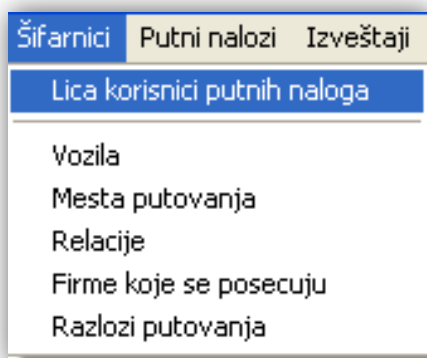 Šifarnici Putni nalozi Izveštaji
Lica korisnici putnih naloga
Vozila
Mesta putovanja
Relacije
Firme koje se posecuju
Razlozi putovanja